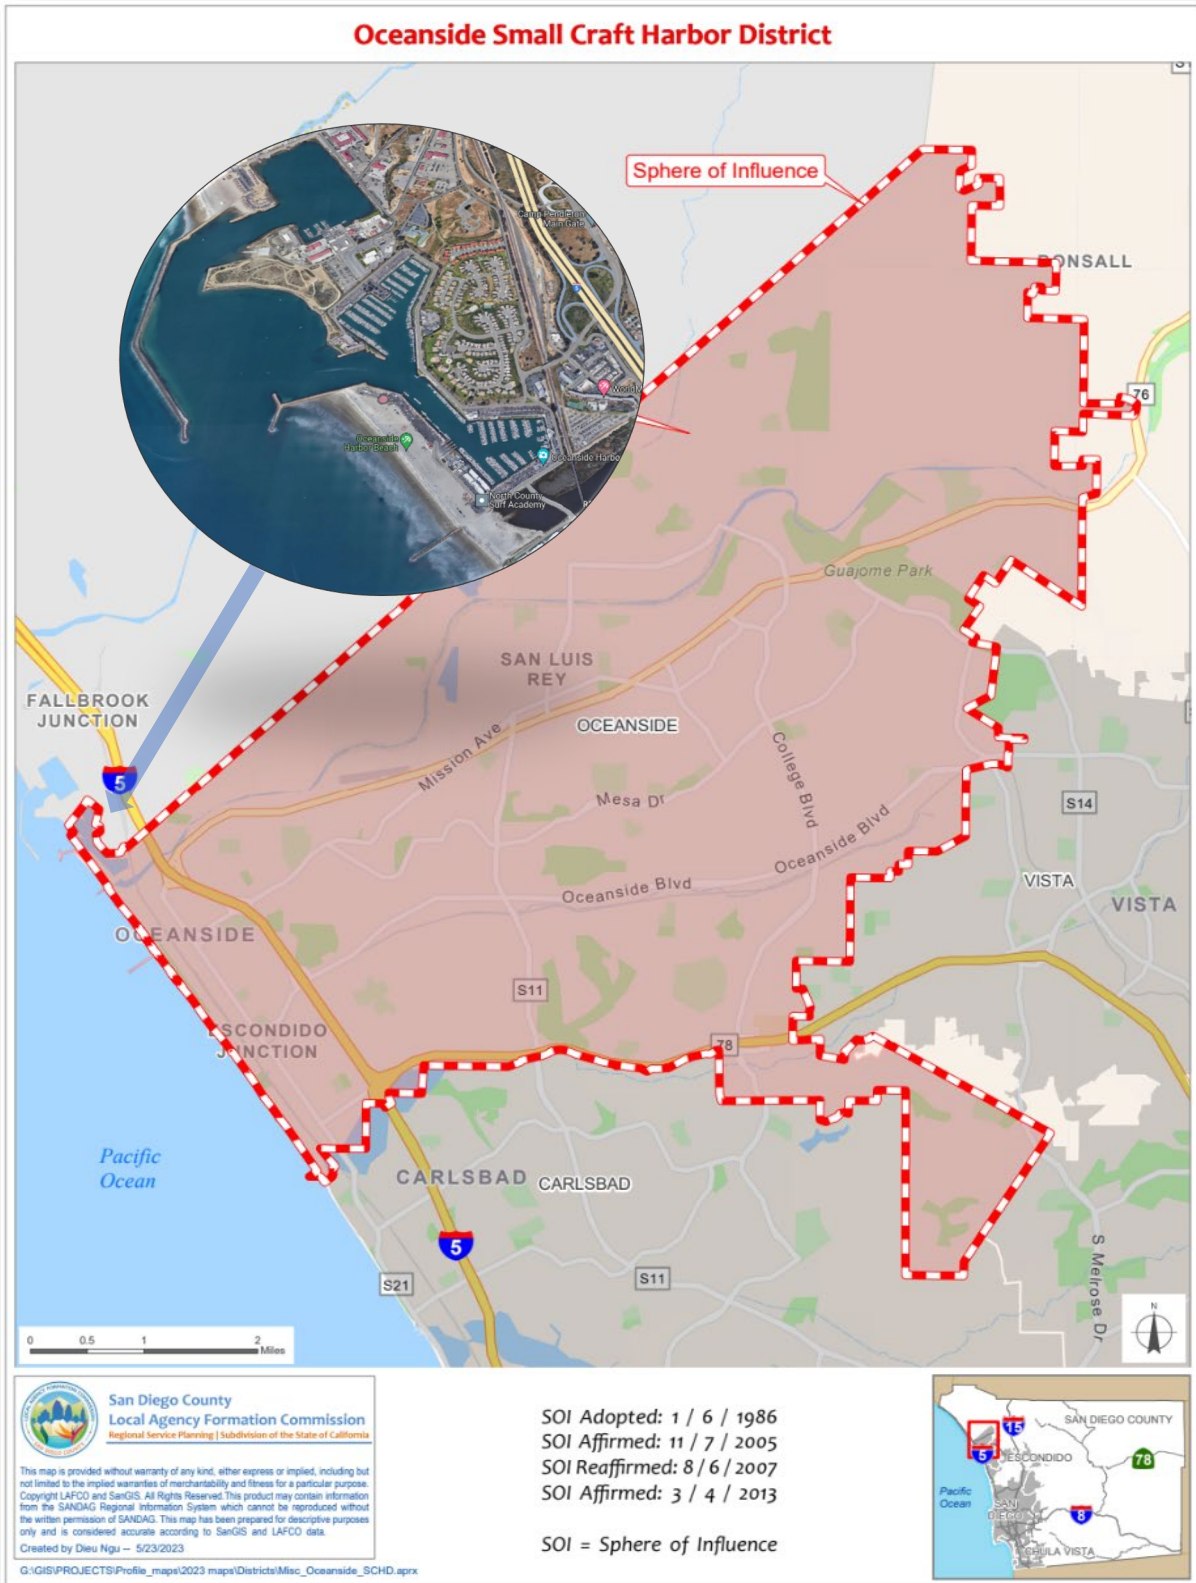 Oceanside Small Craft Harbor District
Sphere of Influence
Camp Pendleton
Main Gate
5
BONSALL
76
Oceanside
Harbor Beach
Oceanside Harbo
North County
Surf Academy
Guajome Park
SAN LUIS
REY
FALLBROOK
JUNCTION
OCEANSIDE
Mission Ave
College Blvd
5
Mesa Dr
S14
Oceanside Blvd
Oceanside Blvd
VISTA
VISTA
OCEANSIDE
S11
ESCONDIDO
JUNCTION
78
Pacific
Ocean
CARLSBAD
CARLSBAD
5
S Melrose Dr
S21
S11
N
0 0.5 1 2
Miles
LOCAL AGENCY FORMATION COMMISSION
SAN DIEGO COUNTY
San Diego County
Local Agency Formation Commission
Regional Service Planning | Subdivision of the State of California
This map is provided without warranty of any kind, either express or implied, including but
not limited to the implied warranties of merchantability and fitness for a particular purpose.
Copyright LAFCO and SanGIS. All Rights Reserved. This product may contain information
from the SANDAG Regional Information System which cannot be reproduced without
the written permission of SANDAG. This map has been prepared for descriptive purposes
only and is considered accurate according to SanGIS and LAFCO data.
Created by Dieu Ngu -- 5/23/2023
G:\GIS\PROJECTS\Profile_maps\2023 maps\Districts\Misc_Oceanside_SCHD.aprx
SOI Adopted: 1 / 6 / 1986
SOI Affirmed: 11 / 7 / 2005
SOI Reaffirmed: 8 / 6 / 2007
SOI Affirmed: 3 / 4 / 2013
SOI = Sphere of Influence
SAN DIEGO COUNTY
15
5
ESCONDIDO
78
Pacific
Ocean
SAN
DIEGO
8
CHULA VISTA